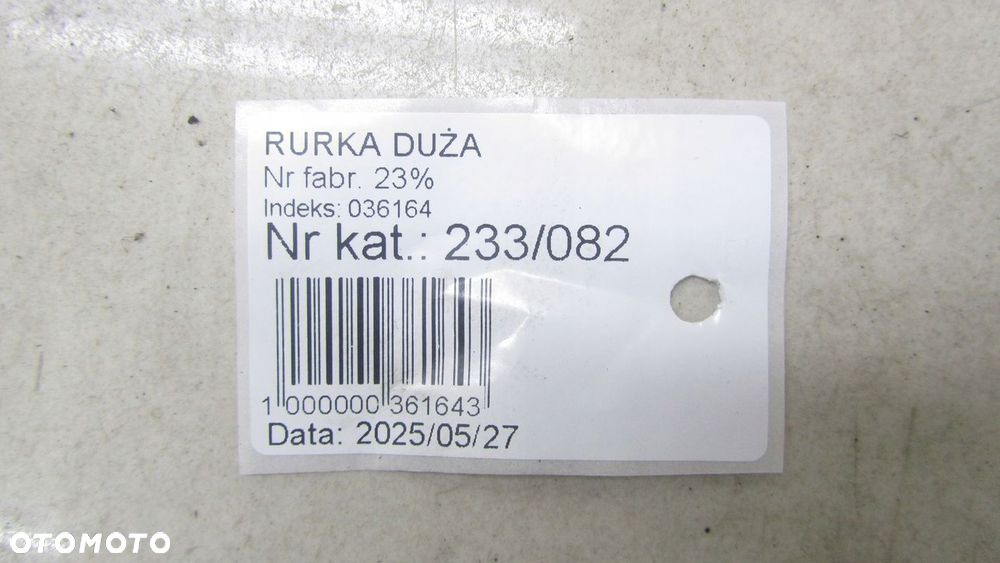 RURKA DUŻA
Nr fabr. 23%
Indeks: 036164
Nr kat.: 233/082
1 000000 361643
Data: 2025/05/27
OTOMOTO